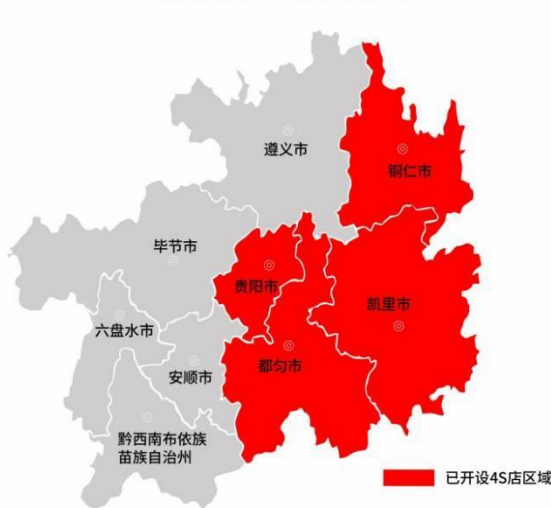 遵义市
铜仁市
毕节市
贵阳市
凯里市
六盘水市
都匀市
安顺市
黔西南布依族
苗族自治州
已开设4S店区域